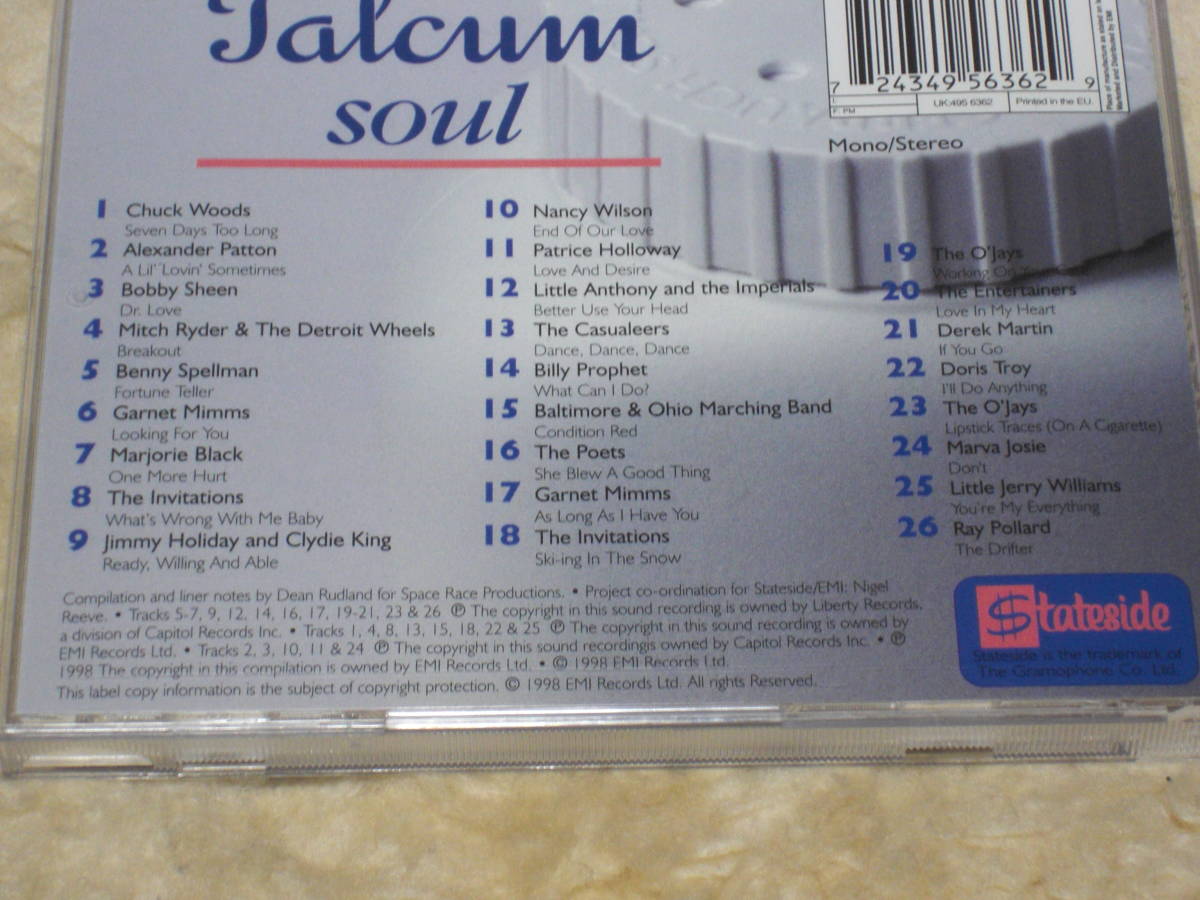 Talcum
soul
7 24349 56362 9
F: PM
UK:495 6362
Printed in the EU.
Marketed and Distributed by EMI
Mono/Stereo
1 Chuck Woods
Seven Days Too Long
2 Alexander Patton
A Lil' Lovin' Sometimes
3 Bobby Sheen
Dr. Love
4 Mitch Ryder & The Detroit Wheels
Breakout
5 Benny Spellman
Fortune Teller
6 Garnet Mimms
Looking For You
7 Marjorie Black
One More Hurt
8 The Invitations
What's Wrong With Me Baby
9 Jimmy Holiday and Clydie King
Ready, Willing And Able
10 Nancy Wilson
End Of Our Love
11 Patrice Holloway
Love And Desire
12 Little Anthony and the Imperials
Better Use Your Head
13 The Casualeers
Dance, Dance, Dance
14 Billy Prophet
What Can I Do?
15 Baltimore & Ohio Marching Band
Condition Red
16 The Poets
She Blew A Good Thing
17 Garnet Mimms
As Long As I Have You
18 The Invitations
Ski-ing In The Snow
19 The O'Jays
Working On
20 The Entertainers
Love In My Heart
21 Derek Martin
If You Go
22 Doris Troy
I'll Do Anything
23 The O'Jays
Lipstick Traces (On A Cigarette)
24 Marva Josie
Don't
25 Little Jerry Williams
You're My Everything
26 Ray Pollard
The Drifter
Compilation and liner notes by Dean Rudland for Space Race Productions. • Project co-ordination for Stateside/EMI: Nigel
Reeve. • Tracks 5-7, 9, 12, 14, 16, 17, 19-21, 23 & 26 ℗ The copyright in this sound recording is owned by Liberty Records,
a division of Capitol Records Inc. • Tracks 1, 4, 8, 13, 15, 18, 22 & 25 ℗ The copyright in this sound recording is owned by
EMI Records Ltd. • Tracks 2, 3, 10, 11 & 24 ℗ The copyright in this sound recordingis owned by Capitol Records Inc. • ℗
1998 The copyright in this compilation is owned by EMI Records Ltd. • © 1998 EMI Records Ltd.
This label copy information is the subject of copyright protection. © 1998 EMI Records Ltd. All rights Reserved.
$tateside
Stateside is the trademark of
The Gramophone Co. Ltd.